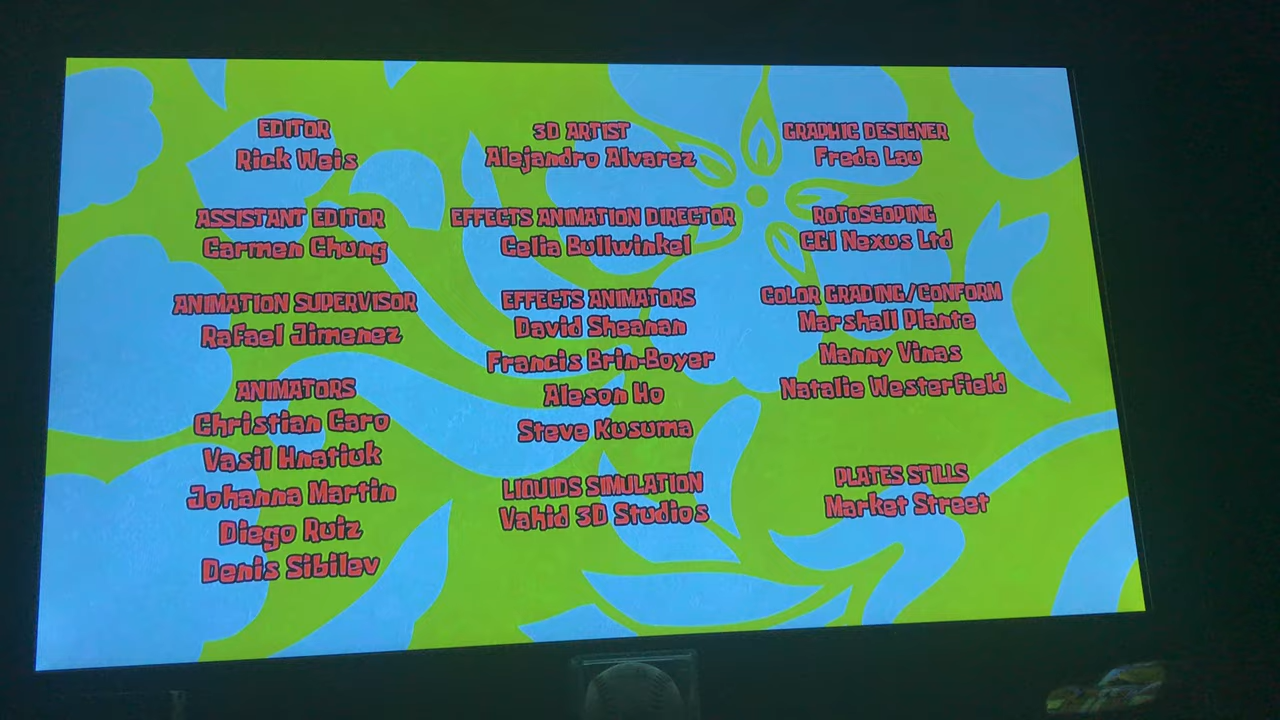 EDITOR
Rick Weis
ASSISTANT EDITOR
Carmen Chung
ANIMATION SUPERVISOR
Rafael Jimenez
ANIMATORS
Christian Caro
Vasil Hnatiuk
Johanna Martin
Diego Ruiz
Denis Sibilev
3D ARTIST
Alejandro Alvarez
EFFECTS ANIMATION DIRECTOR
Celia Bullwinkel
EFFECTS ANIMATORS
David Sheahan
Francis Brin-Boyer
Aleson Ho
Steve Kusuma
LIQUIDS SIMULATION
Vahid 3D Studios
GRAPHIC DESIGNER
Freda Lau
ROTOSCOPING
CGI Nexus Ltd
COLOR GRADING/CONFORM
Marshall Plante
Manny Vinas
Natalie Westerfield
PLATES STILLS
Market Street